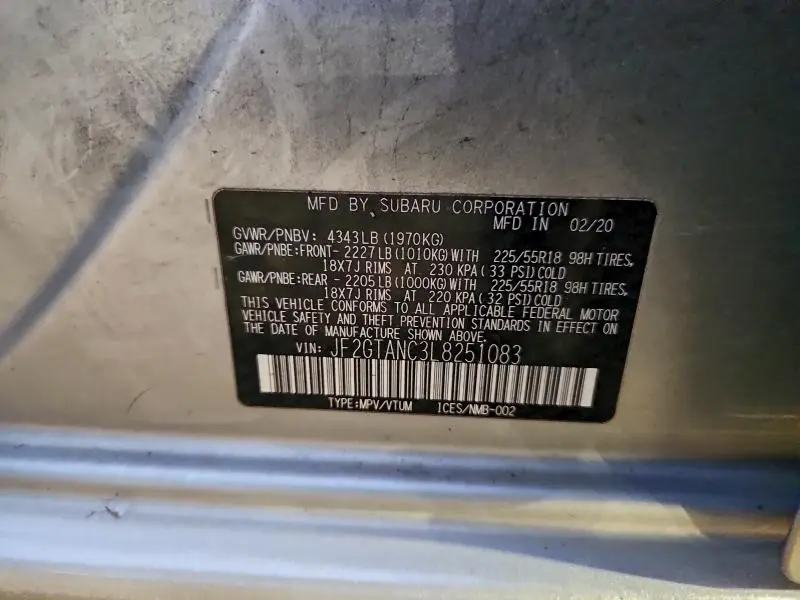 MFD BY SUBARU CORPORATION
MFD IN 02/20
GVWR/PNBV: 4343LB (1970KG)
GAWR/PNBE:FRONT- 2227LB (1010KG) WITH 225/55R18 98H TIRES,
18X7J RIMS AT 230 KPA ( 33 PSI) COLD
GAWR/PNBE:REAR - 2205LB (1000KG) WITH 225/55R18 98H TIRES,
18X7J RIMS AT 220 KPA ( 32 PSI) COLD
THIS VEHICLE CONFORMS TO ALL APPLICABLE FEDERAL MOTOR
VEHICLE SAFETY AND THEFT PREVENTION STANDARDS IN EFFECT ON
THE DATE OF MANUFACTURE SHOWN ABOVE.
VIN: JF2GTANC3L8251083
TYPE:MPV/VTUM ICES/NMB-002